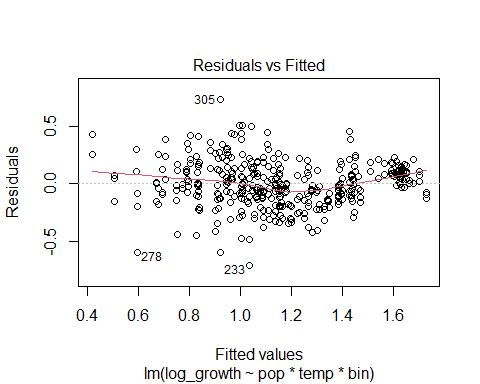 Residuals vs Fitted
Residuals
0.5
0.0
-0.5
305
278
233
0.4 0.6 0.8 1.0 1.2 1.4 1.6
Fitted values
lm(log_growth ~ pop * temp * bin)